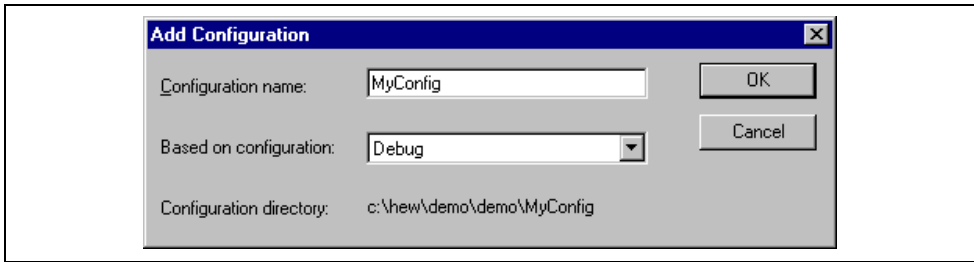 Add Configuration
Configuration name: MyConfig OK
Based on configuration: Debug Cancel
Configuration directory: c:\hew\demo\demo\MyConfig